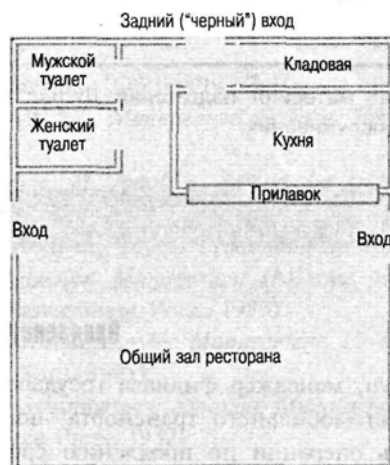 Задний ("черный") вход
Мужской
туалет
Кладовая
Женский
туалет
Кухня
Прилавок
Вход
Вход
Общий зал ресторана